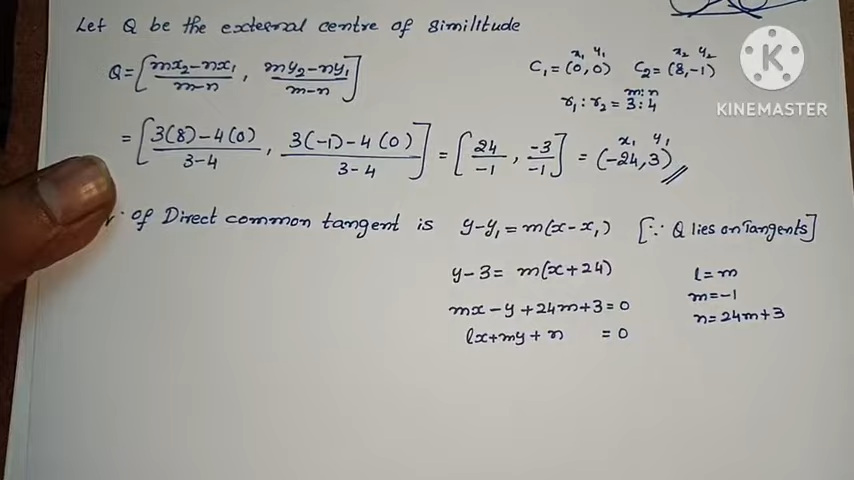 Let Q be the external centre of similitude
Q = [mx₂-nx₁/m-n , my₂-ny₁/m-n]
x₁ y₁ x₂ y₂
C₁ = (0,0) C₂ = (8,-1)
m:n
r₁ : r₂ = 3:4
K
KINEMASTER
= [3(8)-4(0)/3-4 , 3(-1)-4(0)/3-4] = [24/-1 , -3/-1] = (-24,3)
x₁ y₁
of Direct common tangent is y-y₁ = m(x-x₁) [∵ Q lies on Tangents]
y-3 = m(x+24) l = m
mx-y+24m+3=0 m=-1
lx+my+n =0 n=24m+3